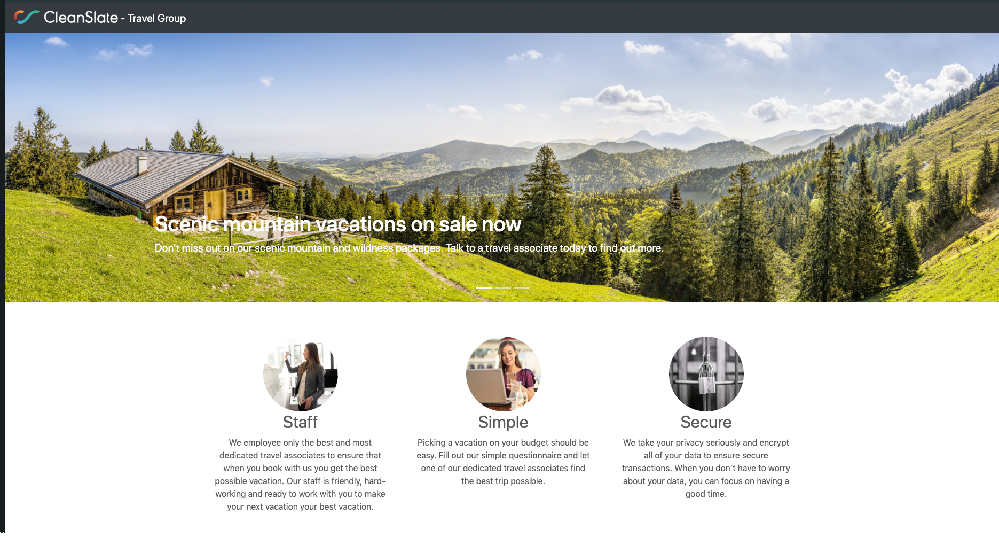 CleanSlate - Travel Group
Scenic mountain vacations on sale now
Don't miss out on our scenic mountain and wildness packages. Talk to a travel associate today to find out more.
Staff
We employee only the best and most
dedicated travel associates to ensure that
when you book with us you get the best
possible vacation. Our staff is friendly, hard-
working and ready to work with you to make
your next vacation your best vacation.
Simple
Picking a vacation on your budget should be
easy. Fill out our simple questionnaire and let
one of our dedicated travel associates find
the best trip possible.
Secure
We take your privacy seriously and encrypt
all of your data to ensure secure
transactions. When you don’t have to worry
about your data, you can focus on having a
good time.